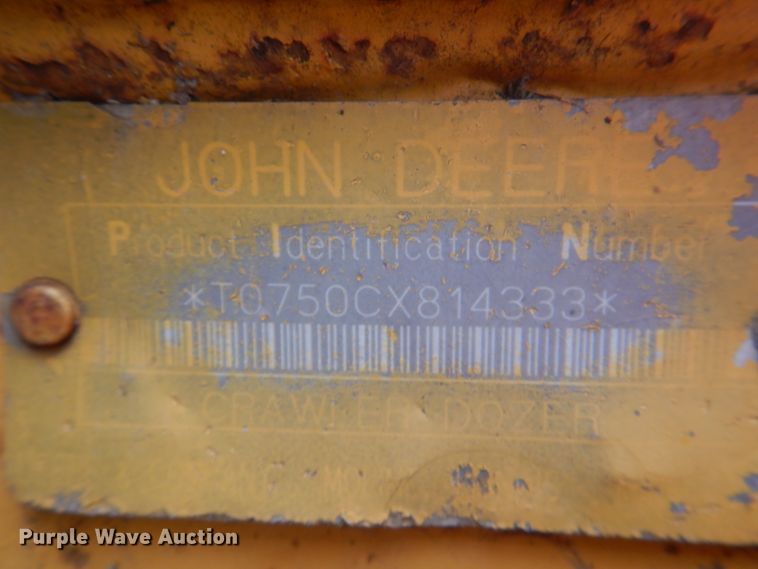 JOHN DEERE
Product Identification Number
*T0750CX814333*
CRAWLER DOZER
Purple Wave Auction